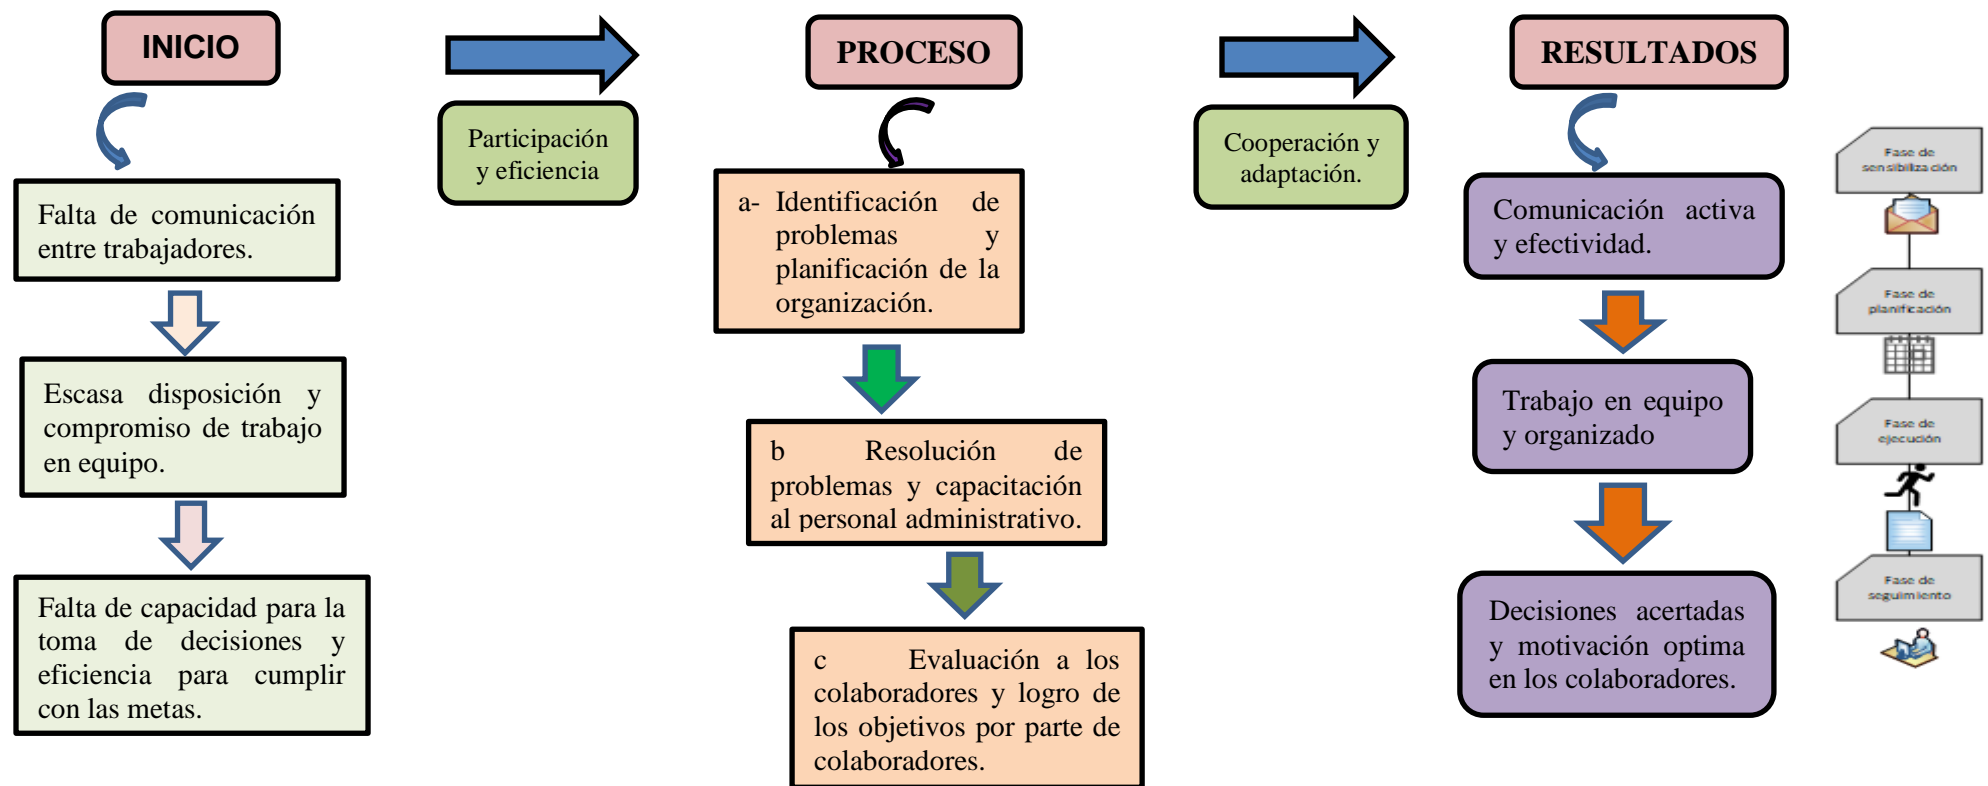 INICIO
Falta de comunicación
entre trabajadores.
Escasa disposición y
compromiso de trabajo
en equipo.
Falta de capacidad para la
toma de decisiones y
eficiencia para cumplir
con las metas.
Participación
y eficiencia
PROCESO
a- Identificación de
problemas y
planificación de la
organización.
b Resolución de
problemas y capacitación
al personal administrativo.
c Evaluación a los
colaboradores y logro de
los objetivos por parte de
colaboradores.
Cooperación y
adaptación.
RESULTADOS
Comunicación activa
y efectividad.
Trabajo en equipo
y organizado
Decisiones acertadas
y motivación optima
en los colaboradores.
Fase de
sensibilización
Fase de
planificación
Fase de
ejecución
Fase de
seguimiento